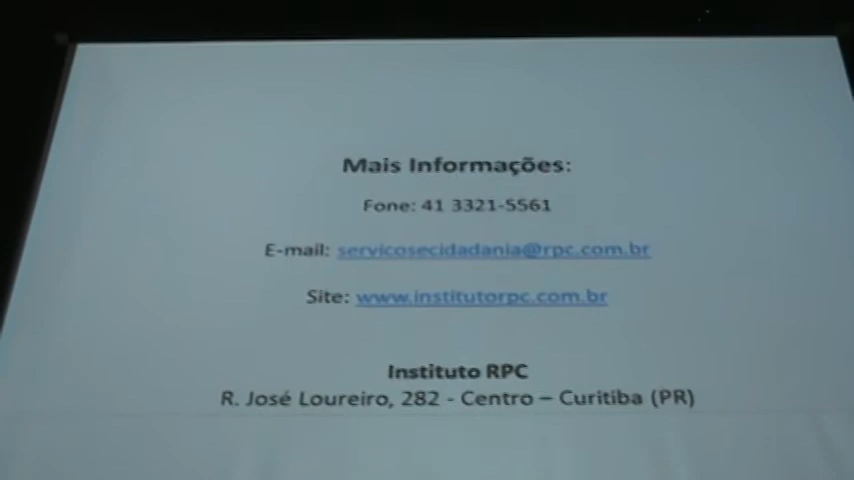 Mais Informações:
Fone: 41 3321-5561
E-mail: servicosecidadania@rpc.com.br
Site: www.institutorpc.com.br
Instituto RPC
R. José Loureiro, 282 - Centro – Curitiba (PR)